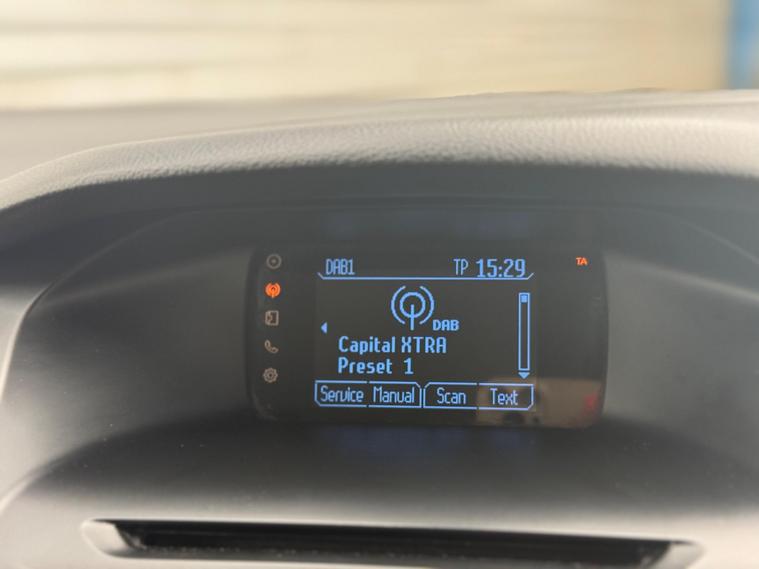 DAB1 TP 15:29 TA
DAB
Capital XTRA
Preset 1
Service Manual Scan Text